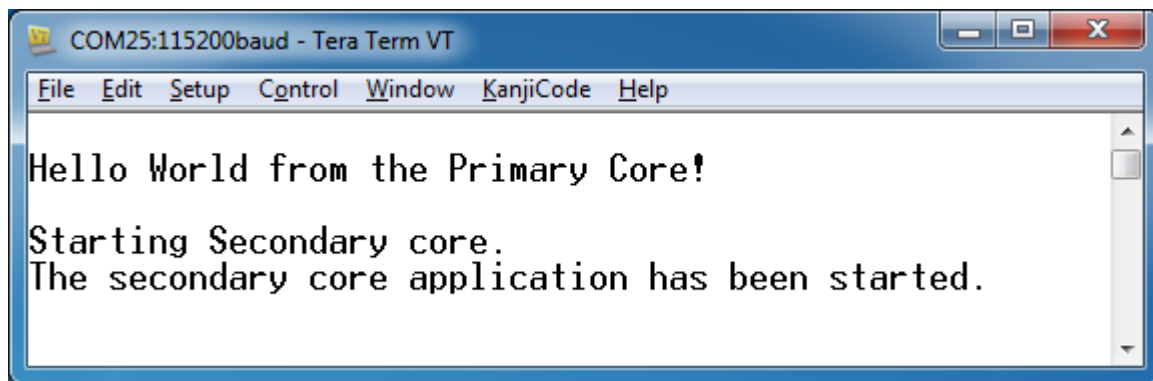 COM25:115200baud - Tera Term VT
File Edit Setup Control Window KanjiCode Help
Hello World from the Primary Core!
Starting Secondary core.
The secondary core application has been started.